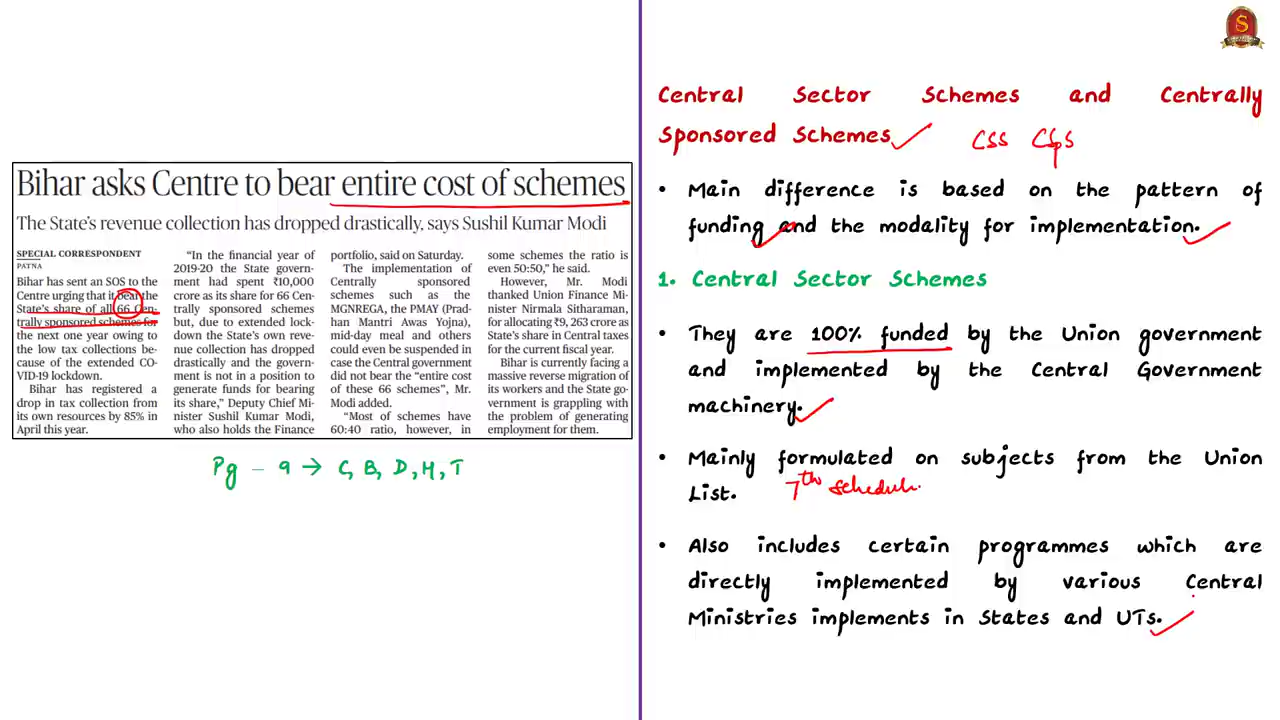 Bihar asks Centre to bear entire cost of schemes
The State's revenue collection has dropped drastically, says Sushil Kumar Modi
SPECIAL CORRESPONDENT
PATNA
Bihar has sent an SOS to the
Centre urging that it bear the
State's share of all 66 Cen-
trally sponsored schemes for
the next one year owing to
the low tax collections be-
cause of the extended CO-
VID-19 lockdown.
Bihar has registered a
drop in tax collection from
its own resources by 85% in
April this year.
"In the financial year of
2019-20 the State govern-
ment had spent ₹10,000
crore as its share for 66 Cen-
trally sponsored schemes
but, due to extended lock-
down the State's own reve-
nue collection has dropped
drastically and the govern-
ment is not in a position to
generate funds for bearing
its share," Deputy Chief Mi-
nister Sushil Kumar Modi,
who also holds the Finance
portfolio, said on Saturday.
The implementation of
Centrally sponsored
schemes such as the
MGNREGA, the PMAY (Prad-
han Mantri Awas Yojna),
mid-day meal and others
could even be suspended in
case the Central government
did not bear the "entire cost
of these 66 schemes", Mr.
Modi added.
"Most of schemes have
60:40 ratio, however, in
some schemes the ratio is
even 50:50," he said.
However, Mr. Modi
thanked Union Finance Mi-
nister Nirmala Sitharaman,
for allocating ₹9, 263 crore as
State's share in Central taxes
for the current fiscal year.
Bihar is currently facing a
massive reverse migration of
its workers and the State go-
vernment is grappling with
the problem of generating
employment for them.
Pg - 9 → C, B, D, H, T
S
Central Sector Schemes and Centrally
Sponsored Schemes
CSS CSpS
• Main difference is based on the pattern of
funding and the modality for implementation.
1. Central Sector Schemes
• They are 100% funded by the Union government
and implemented by the Central Government
machinery.
• Mainly formulated on subjects from the Union
List.
7th schedule.
• Also includes certain programmes which are
directly implemented by various Central
Ministries implements in States and UTs.